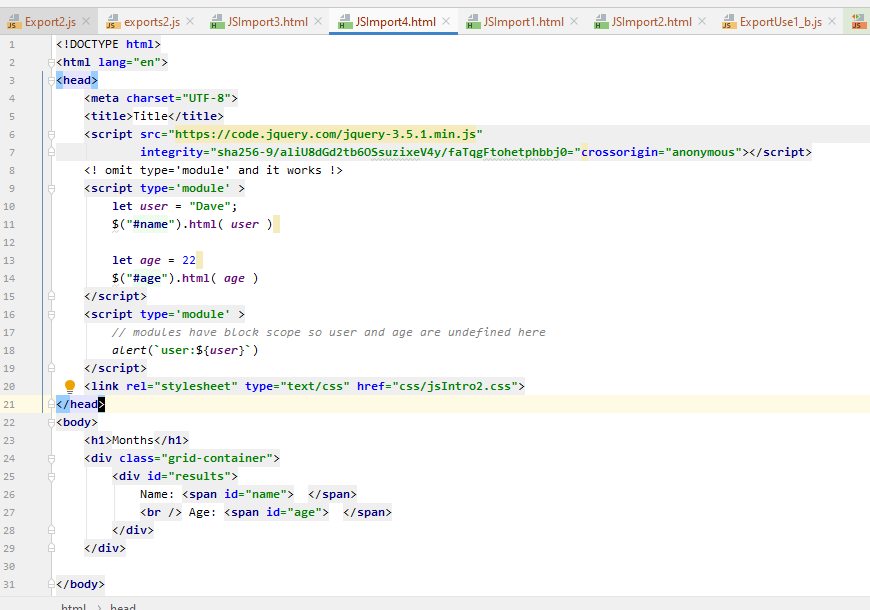 Export2.js × exports2.js × JSImport3.html × JSImport4.html × JSImport1.html × JSImport2.html × ExportUse1_b.js ×
1 <!DOCTYPE html>
2 <html lang="en">
3 <head>
4 <meta charset="UTF-8">
5 <title>Title</title>
6 <script src="https://code.jquery.com/jquery-3.5.1.min.js"
7 integrity="sha256-9/aliU8dGd2tb6OSsuzixeV4y/faTqgFtohetphbbj0="crossorigin="anonymous"></script>
8 <! omit type='module' and it works !>
9 <script type='module' >
10 let user = "Dave";
11 $("#name").html( user )
12
13 let age = 22
14 $("#age").html( age )
15 </script>
16 <script type='module' >
17 // modules have block scope so user and age are undefined here
18 alert(`user:${user}`)
19 </script>
20 <link rel="stylesheet" type="text/css" href="css/jsIntro2.css">
21 </head>
22 <body>
23 <h1>Months</h1>
24 <div class="grid-container">
25 <div id="results">
26 Name: <span id="name"> </span>
27 <br /> Age: <span id="age"> </span>
28 </div>
29 </div>
30
31 </body>
html › head